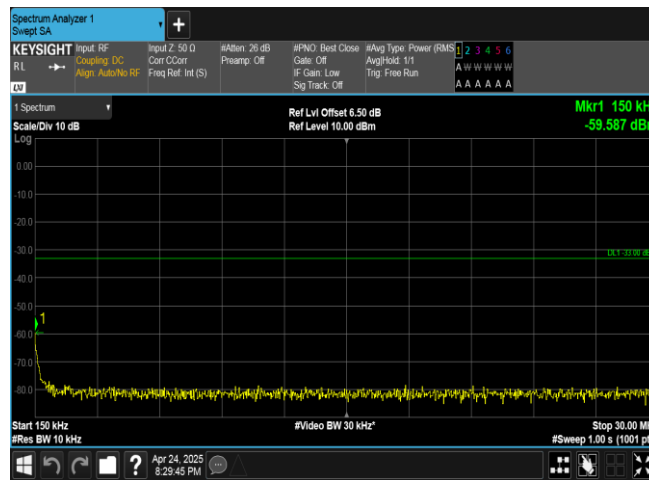 Spectrum Analyzer 1
Swept SA
+
KEYSIGHT
RL
LXI
Input: RF
Coupling: DC
Align: Auto/No RF
Input Z: 50 Ω
Corr CCorr
Freq Ref: Int (S)
#Atten: 26 dB
Preamp: Off
#PNO: Best Close
Gate: Off
IF Gain: Low
Sig Track: Off
#Avg Type: Power (RMS
Avg|Hold: 1/1
Trig: Free Run
1 2 3 4 5 6
A W W W W W
A A A A A A
1 Spectrum
Scale/Div 10 dB
Log
Ref Lvl Offset 6.50 dB
Ref Level 10.00 dBm
Mkr1 150 kH
-59.587 dBm
0.00
-10.0
-20.0
-30.0
DL1 -33.00 dB
-40.0
-50.0
1
-60.0
-70.0
-80.0
Start 150 kHz
#Res BW 10 kHz
#Video BW 30 kHz*
Stop 30.00 MH
#Sweep 1.00 s (1001 pt
?
Apr 24, 2025
8:29:45 PM